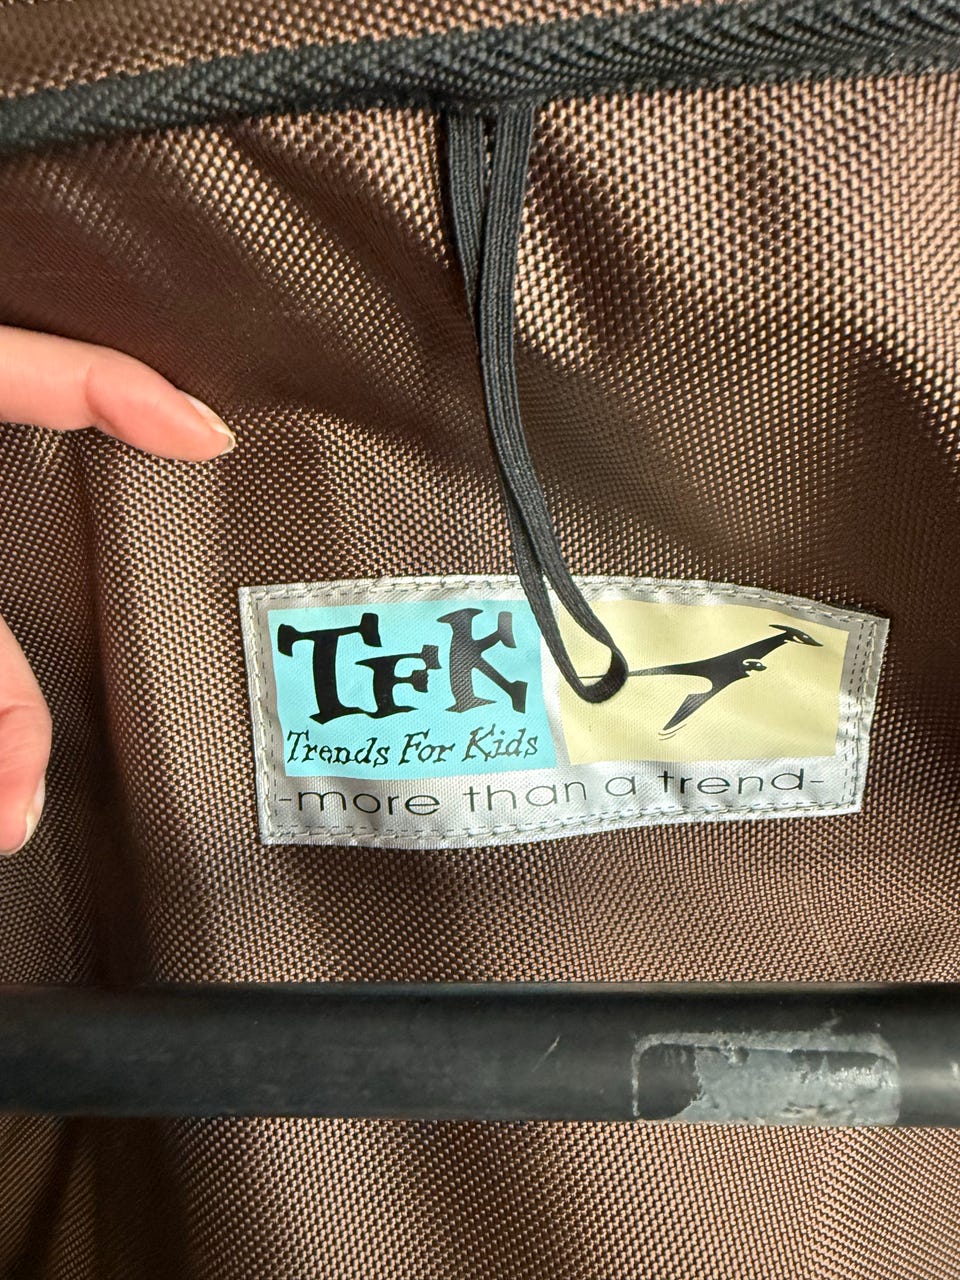 TFK
Trends For Kids
-more than a trend-